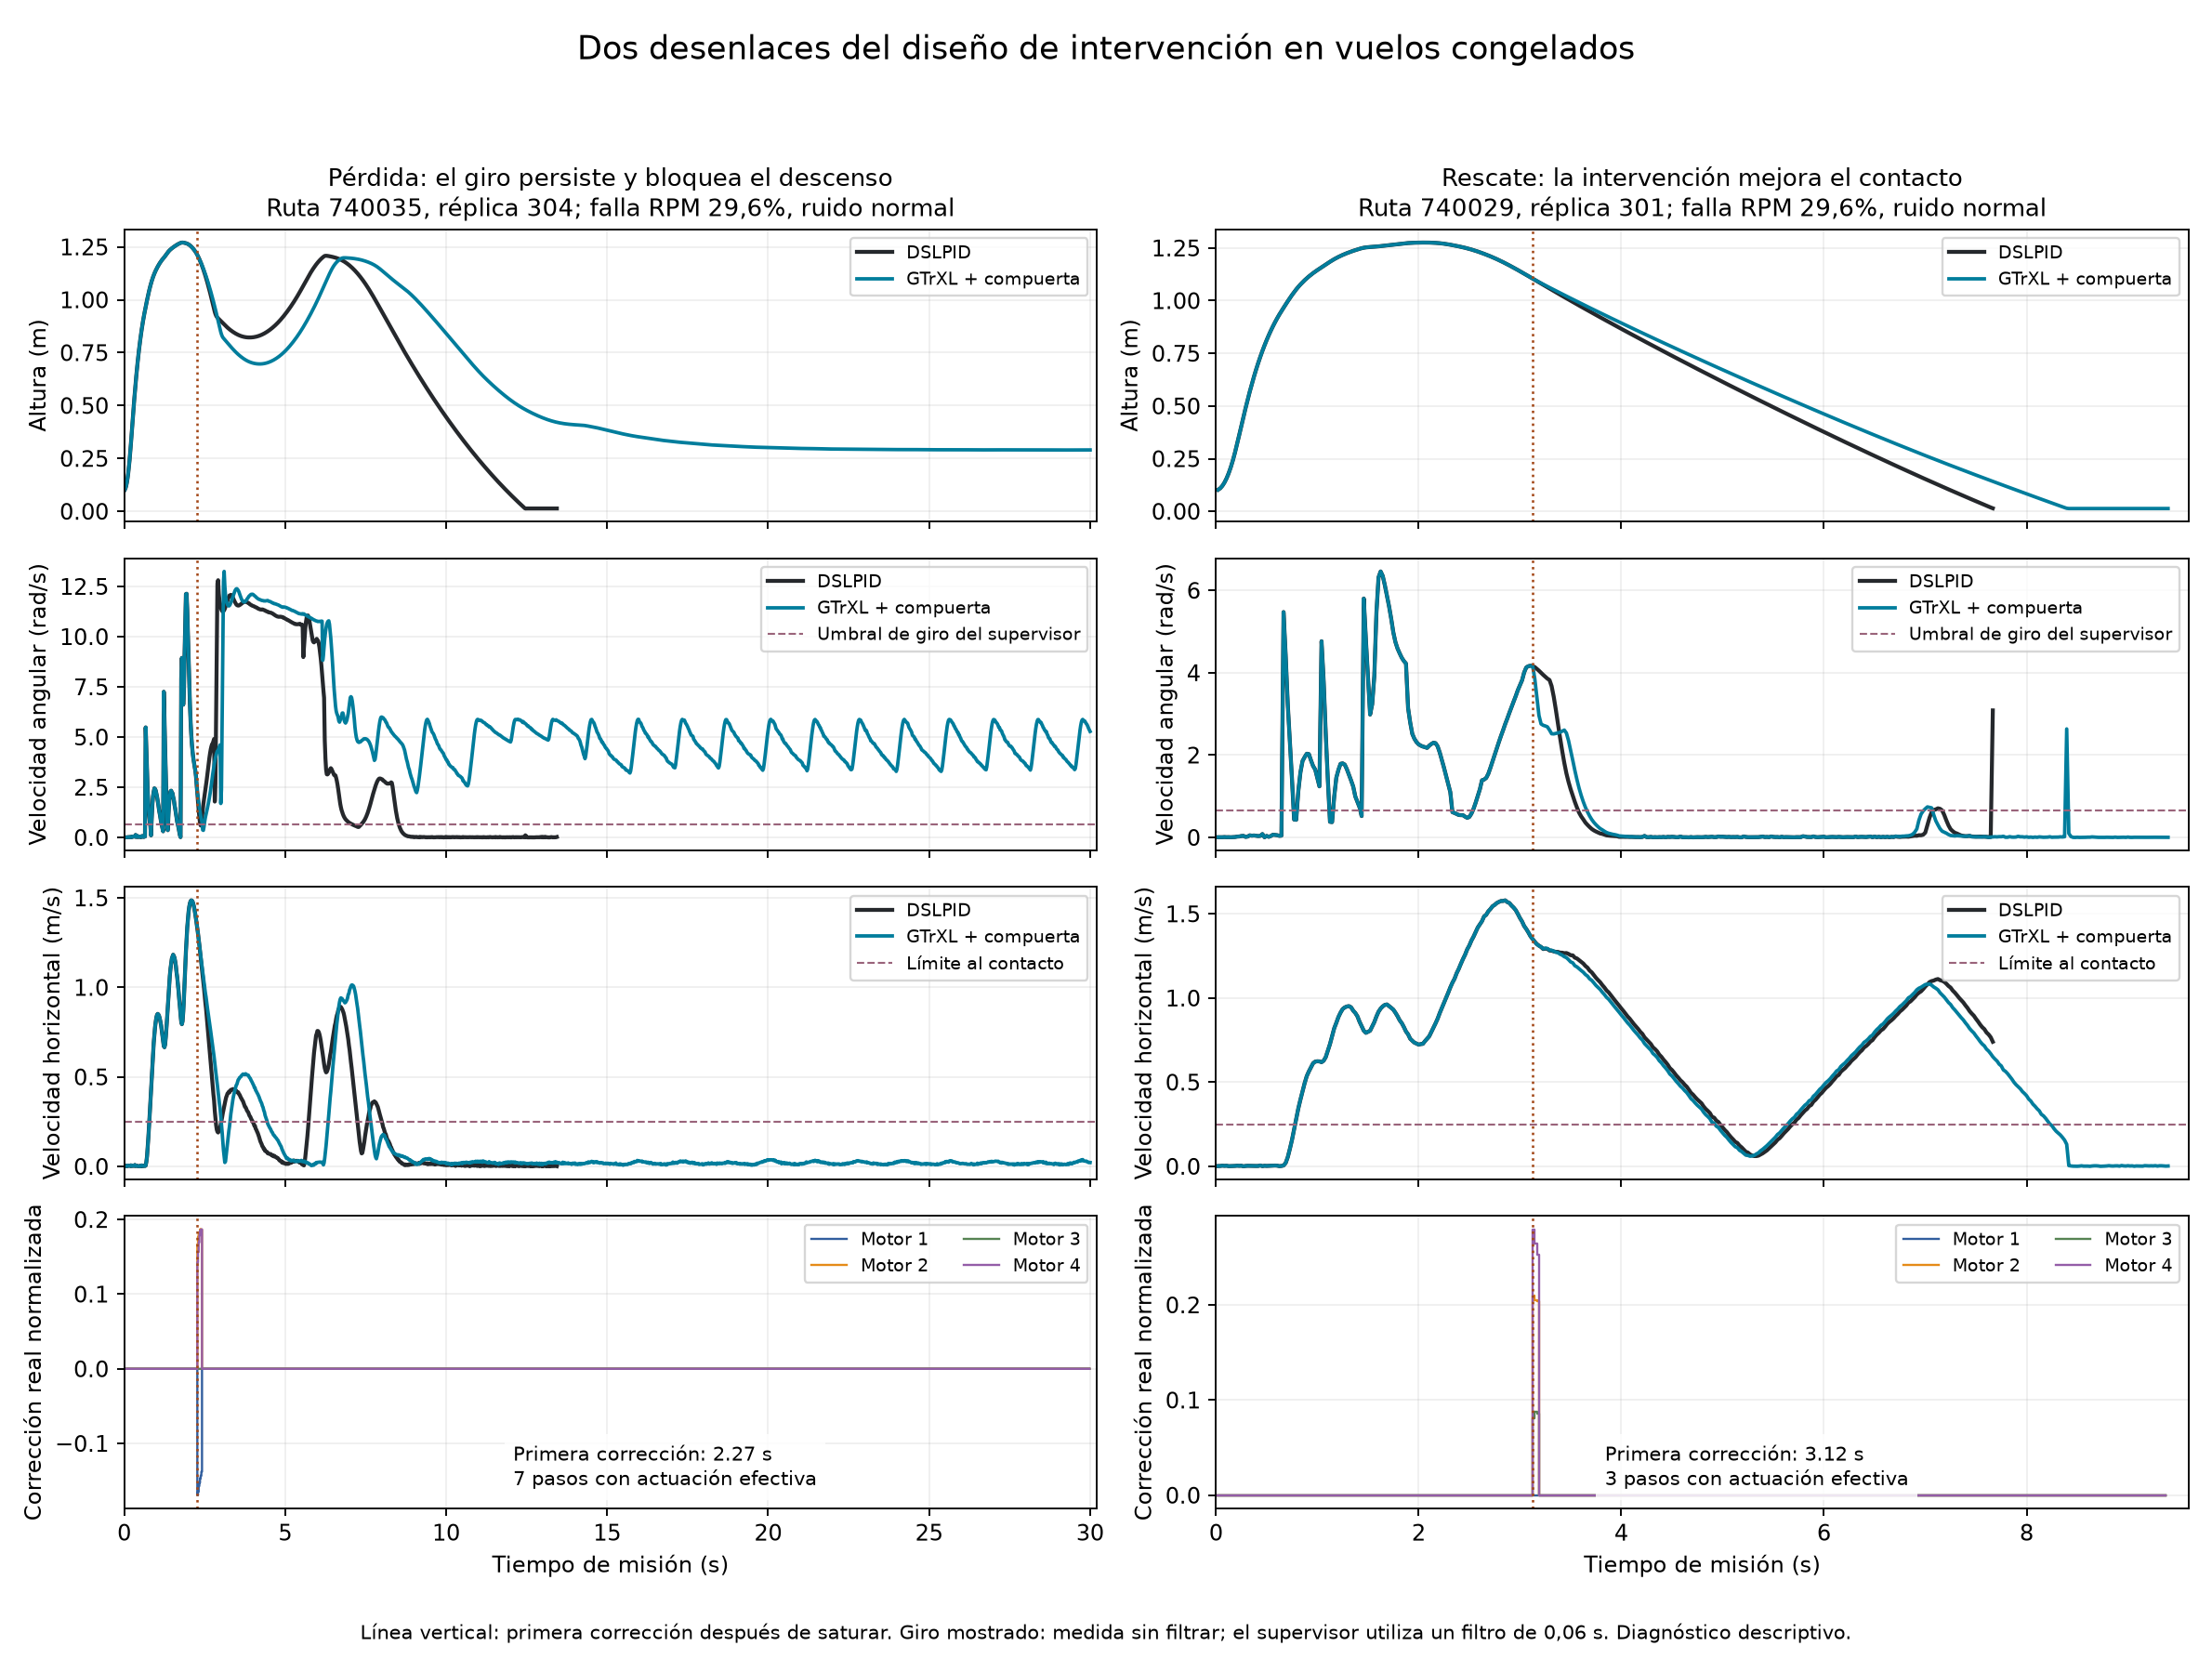 Dos desenlaces del diseño de intervención en vuelos congelados
Pérdida: el giro persiste y bloquea el descenso
Ruta 740035, réplica 304; falla RPM 29,6%, ruido normal
Altura (m)
1.25
1.00
0.75
0.50
0.25
0.00
DSLPID
GTrXL + compuerta
Velocidad angular (rad/s)
12.5
10.0
7.5
5.0
2.5
0.0
DSLPID
GTrXL + compuerta
Umbral de giro del supervisor
Velocidad horizontal (m/s)
1.5
1.0
0.5
0.0
DSLPID
GTrXL + compuerta
Límite al contacto
Corrección real normalizada
0.2
0.1
0.0
−0.1
Motor 1
Motor 2
Motor 3
Motor 4
Primera corrección: 2.27 s
7 pasos con actuación efectiva
0
5
10
15
20
25
30
Tiempo de misión (s)
Rescate: la intervención mejora el contacto
Ruta 740029, réplica 301; falla RPM 29,6%, ruido normal
Altura (m)
1.25
1.00
0.75
0.50
0.25
0.00
DSLPID
GTrXL + compuerta
Velocidad angular (rad/s)
6
4
2
0
DSLPID
GTrXL + compuerta
Umbral de giro del supervisor
Velocidad horizontal (m/s)
1.5
1.0
0.5
0.0
DSLPID
GTrXL + compuerta
Límite al contacto
Corrección real normalizada
0.2
0.1
0.0
Motor 1
Motor 2
Motor 3
Motor 4
Primera corrección: 3.12 s
3 pasos con actuación efectiva
0
2
4
6
8
Tiempo de misión (s)
Línea vertical: primera corrección después de saturar. Giro mostrado: medida sin filtrar; el supervisor utiliza un filtro de 0,06 s. Diagnóstico descriptivo.